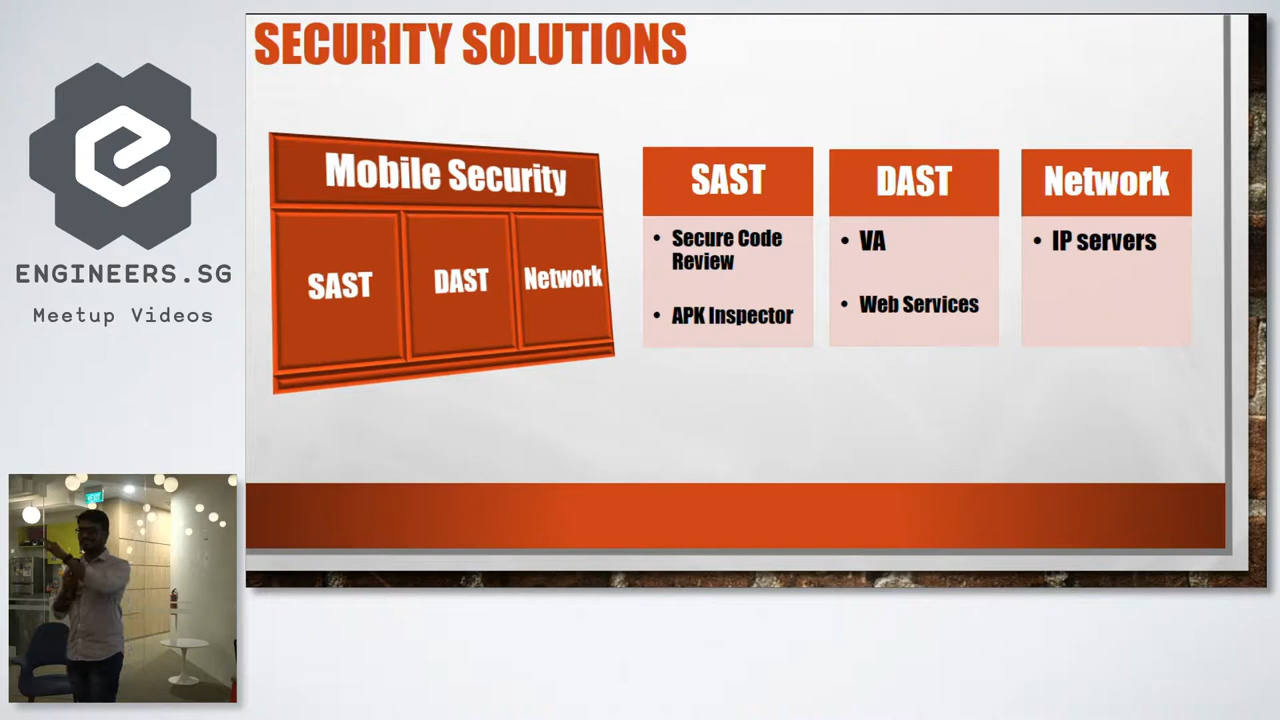 SECURITY SOLUTIONS
ENGINEERS.SG
Meetup Videos
Mobile Security
SAST
DAST
Network
SAST
• Secure Code
Review
• APK Inspector
DAST
• VA
• Web Services
Network
• IP servers
EXIT